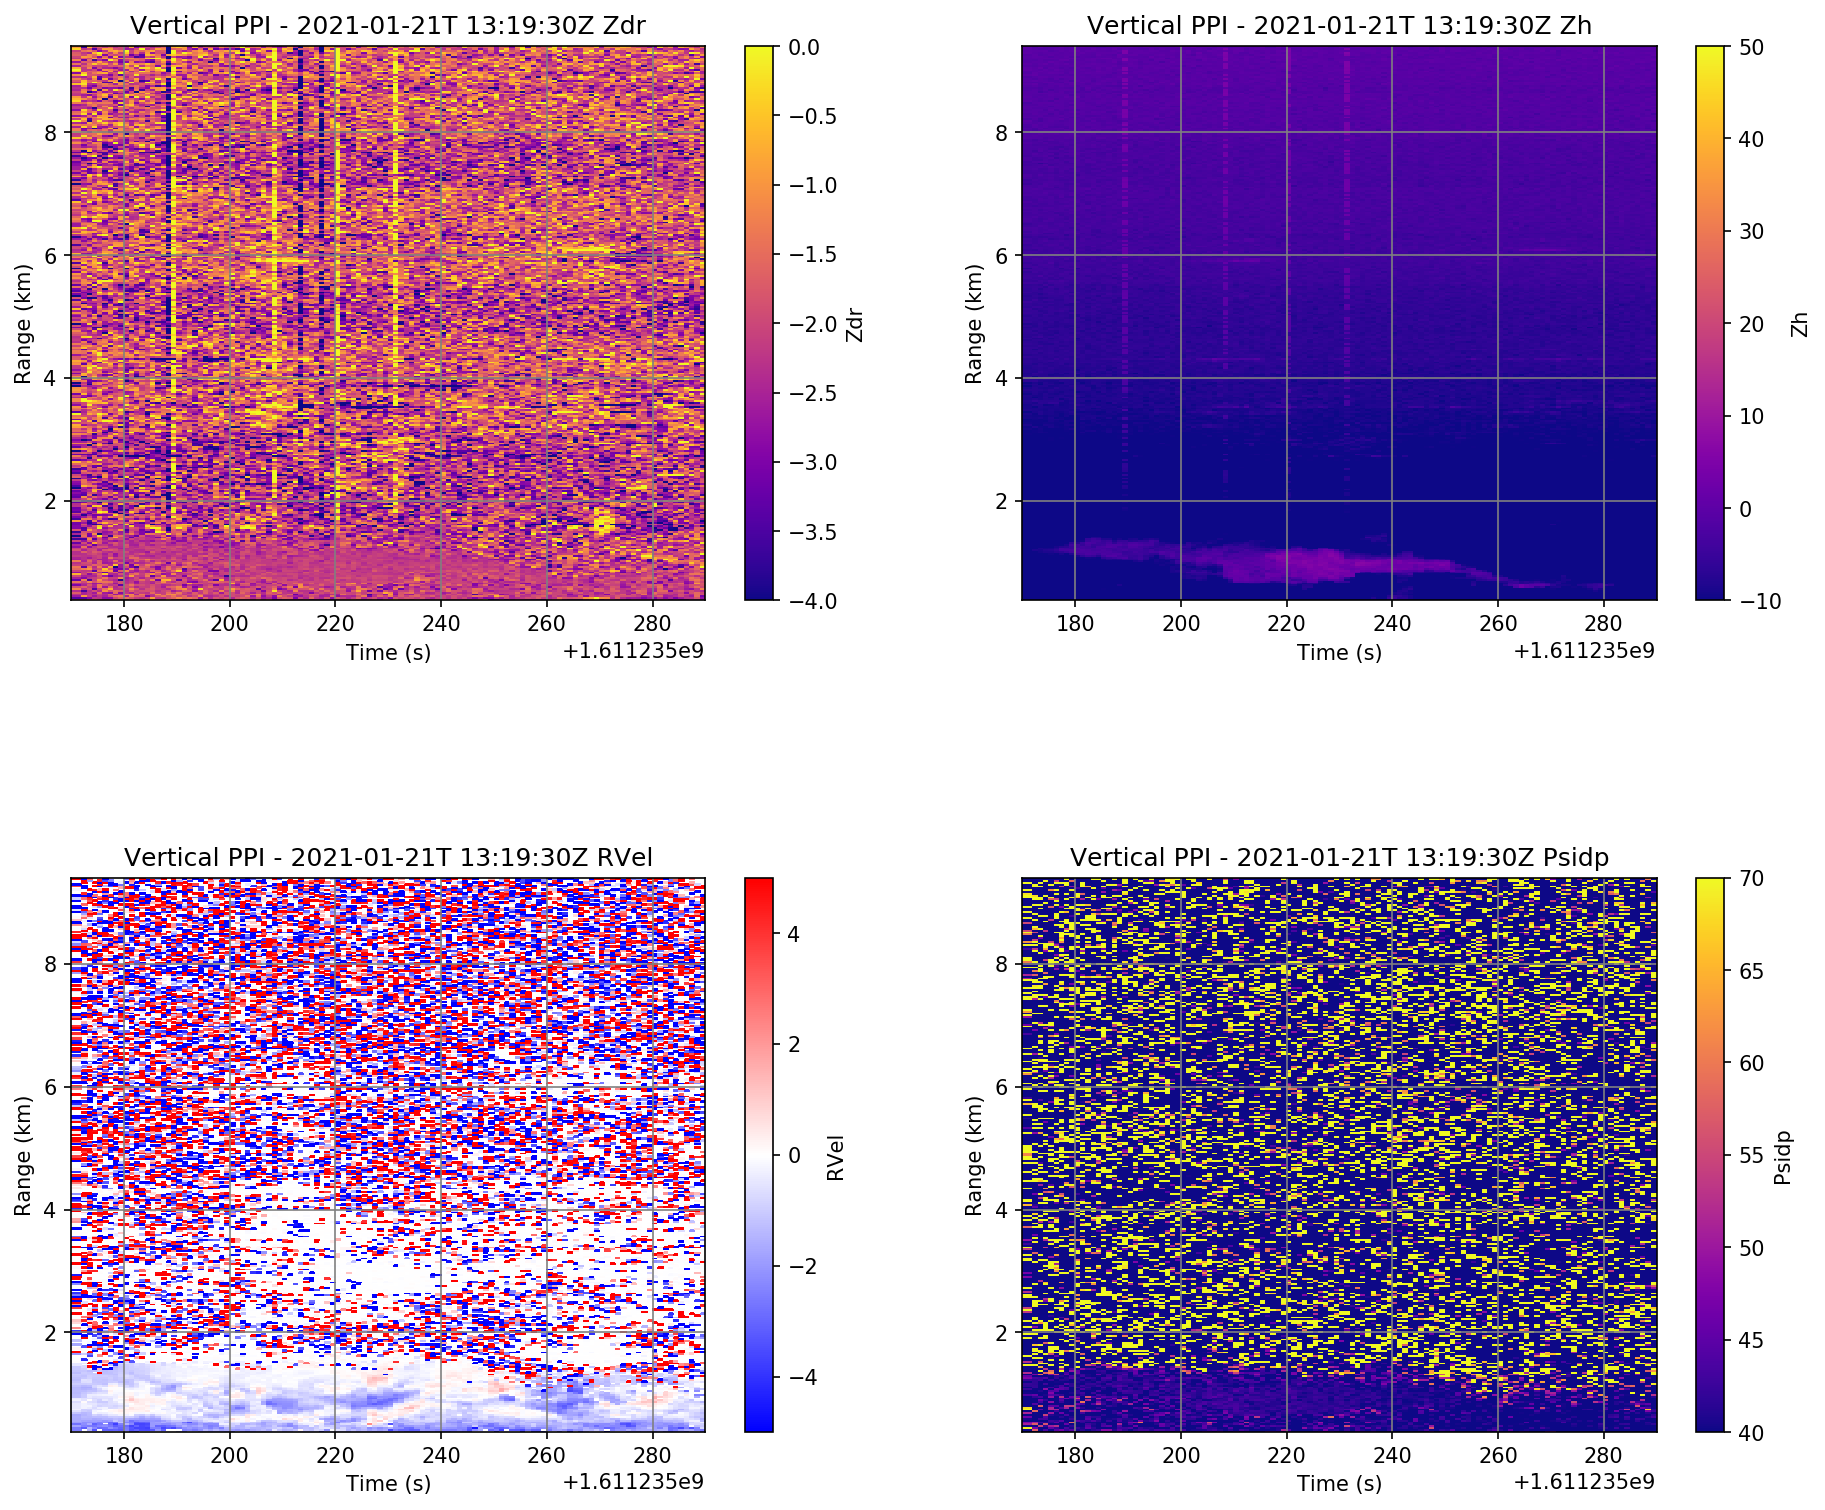 Vertical PPI - 2021-01-21T 13:19:30Z Zdr
8
6
4
2
Range (km)
180 200 220 240 260 280
Time (s)
+1.611235e9
0.0
−0.5
−1.0
−1.5
−2.0
−2.5
−3.0
−3.5
−4.0
Zdr
Vertical PPI - 2021-01-21T 13:19:30Z Zh
8
6
4
2
Range (km)
180 200 220 240 260 280
Time (s)
+1.611235e9
50
40
30
20
10
0
−10
Zh
Vertical PPI - 2021-01-21T 13:19:30Z RVel
8
6
4
2
Range (km)
180 200 220 240 260 280
Time (s)
+1.611235e9
4
2
0
−2
−4
RVel
Vertical PPI - 2021-01-21T 13:19:30Z Psidp
8
6
4
2
Range (km)
180 200 220 240 260 280
Time (s)
+1.611235e9
70
65
60
55
50
45
40
Psidp